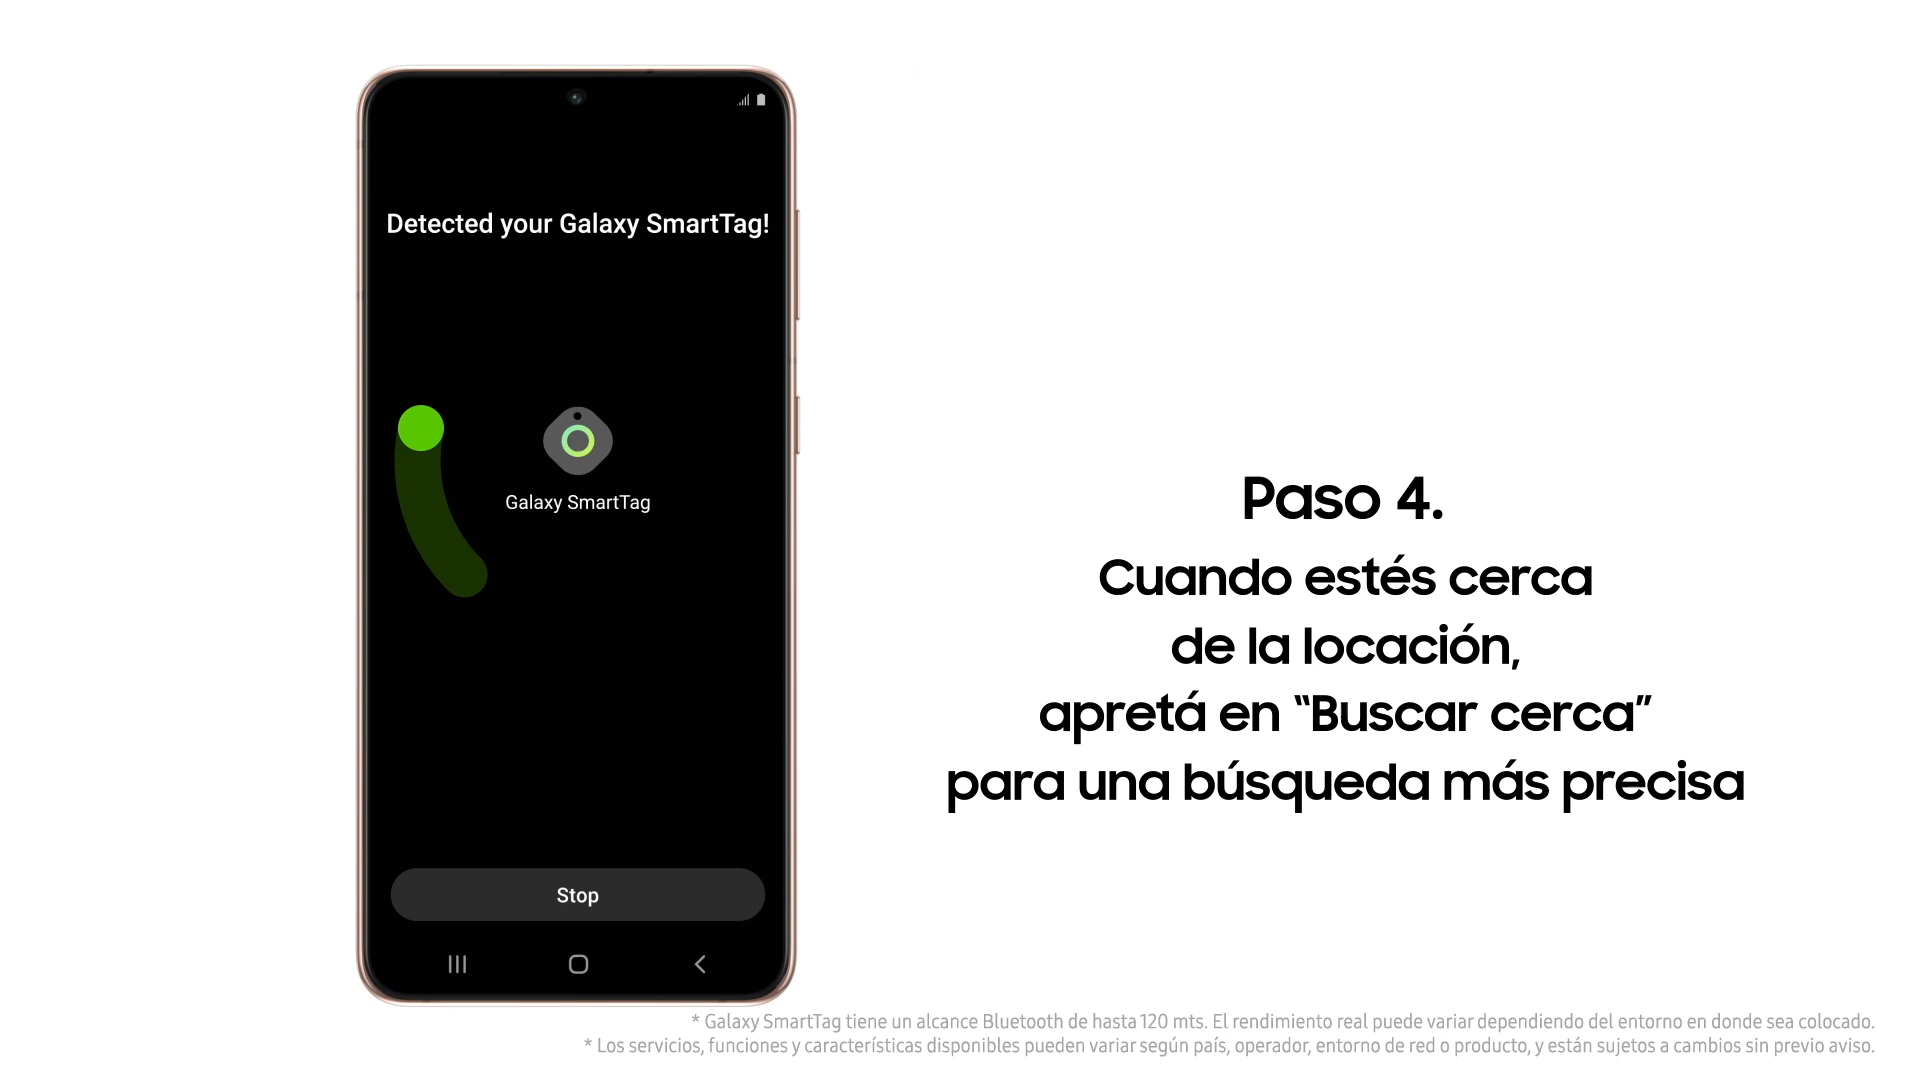 Detected your Galaxy SmartTag!
Galaxy SmartTag
Stop
Paso 4.
Cuando estés cerca
de la locación,
apretá en “Buscar cerca”
para una búsqueda más precisa
* Galaxy SmartTag tiene un alcance Bluetooth de hasta 120 mts. El rendimiento real puede variar dependiendo del entorno en donde sea colocado.
* Los servicios, funciones y características disponibles pueden variar según país, operador, entorno de red o producto, y están sujetos a cambios sin previo aviso.